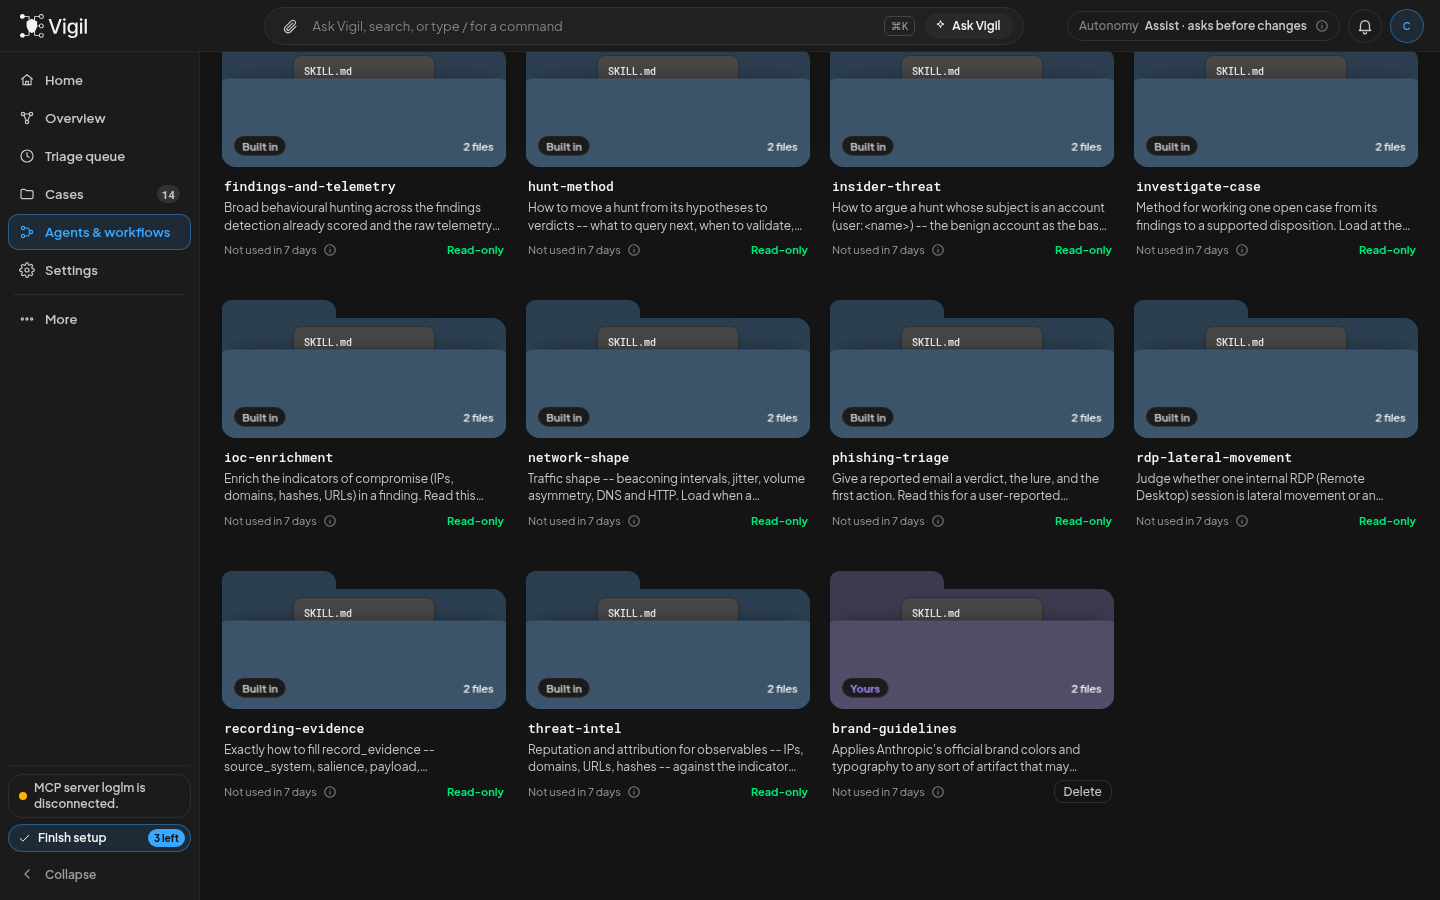 Vigil
Ask Vigil, search, or type / for a command
⌘K
Ask Vigil
Autonomy Assist · asks before changes
C
Home
Overview
Triage queue
Cases 14
Agents & workflows
Settings
More
MCP server loglm is
disconnected.
Finish setup 3 left
Collapse
SKILL.md
Built in 2 files
findings-and-telemetry
Broad behavioural hunting across the findings
detection already scored and the raw telemetry…
Not used in 7 days Read-only
SKILL.md
Built in 2 files
hunt-method
How to move a hunt from its hypotheses to
verdicts -- what to query next, when to validate,…
Not used in 7 days Read-only
SKILL.md
Built in 2 files
insider-threat
How to argue a hunt whose subject is an account
(user:<name>) -- the benign account as the bas…
Not used in 7 days Read-only
SKILL.md
Built in 2 files
investigate-case
Method for working one open case from its
findings to a supported disposition. Load at the…
Not used in 7 days Read-only
SKILL.md
Built in 2 files
ioc-enrichment
Enrich the indicators of compromise (IPs,
domains, hashes, URLs) in a finding. Read this…
Not used in 7 days Read-only
SKILL.md
Built in 2 files
network-shape
Traffic shape -- beaconing intervals, jitter, volume
asymmetry, DNS and HTTP. Load when a…
Not used in 7 days Read-only
SKILL.md
Built in 2 files
phishing-triage
Give a reported email a verdict, the lure, and the
first action. Read this for a user-reported…
Not used in 7 days Read-only
SKILL.md
Built in 2 files
rdp-lateral-movement
Judge whether one internal RDP (Remote
Desktop) session is lateral movement or an…
Not used in 7 days Read-only
SKILL.md
Built in 2 files
recording-evidence
Exactly how to fill record_evidence --
source_system, salience, payload,…
Not used in 7 days Read-only
SKILL.md
Built in 2 files
threat-intel
Reputation and attribution for observables -- IPs,
domains, URLs, hashes -- against the indicator…
Not used in 7 days Read-only
SKILL.md
Yours 2 files
brand-guidelines
Applies Anthropic's official brand colors and
typography to any sort of artifact that may…
Not used in 7 days Delete